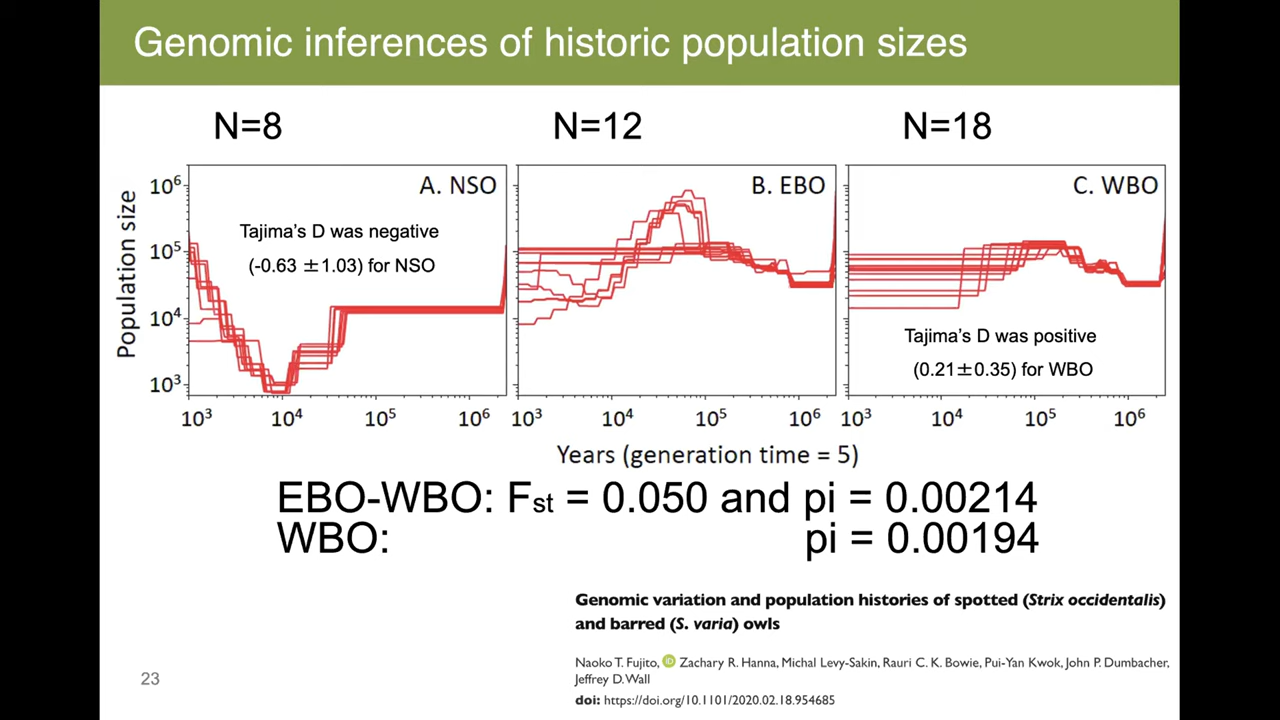 Genomic inferences of historic population sizes
N=8
N=12
N=18
Population size
10⁶
10⁵
10⁴
10³
A. NSO
Tajima's D was negative
(-0.63 ±1.03) for NSO
B. EBO
C. WBO
Tajima's D was positive
(0.21±0.35) for WBO
10³ 10⁴ 10⁵ 10⁶
10³ 10⁴ 10⁵ 10⁶
10³ 10⁴ 10⁵ 10⁶
Years (generation time = 5)
EBO-WBO: Fst = 0.050 and pi = 0.00214
WBO: pi = 0.00194
Genomic variation and population histories of spotted (Strix occidentalis)
and barred (S. varia) owls
Naoko T. Fujito, iD Zachary R. Hanna, Michal Levy-Sakin, Rauri C. K. Bowie, Pui-Yan Kwok, John P. Dumbacher,
Jeffrey D. Wall
doi: https://doi.org/10.1101/2020.02.18.954685
23